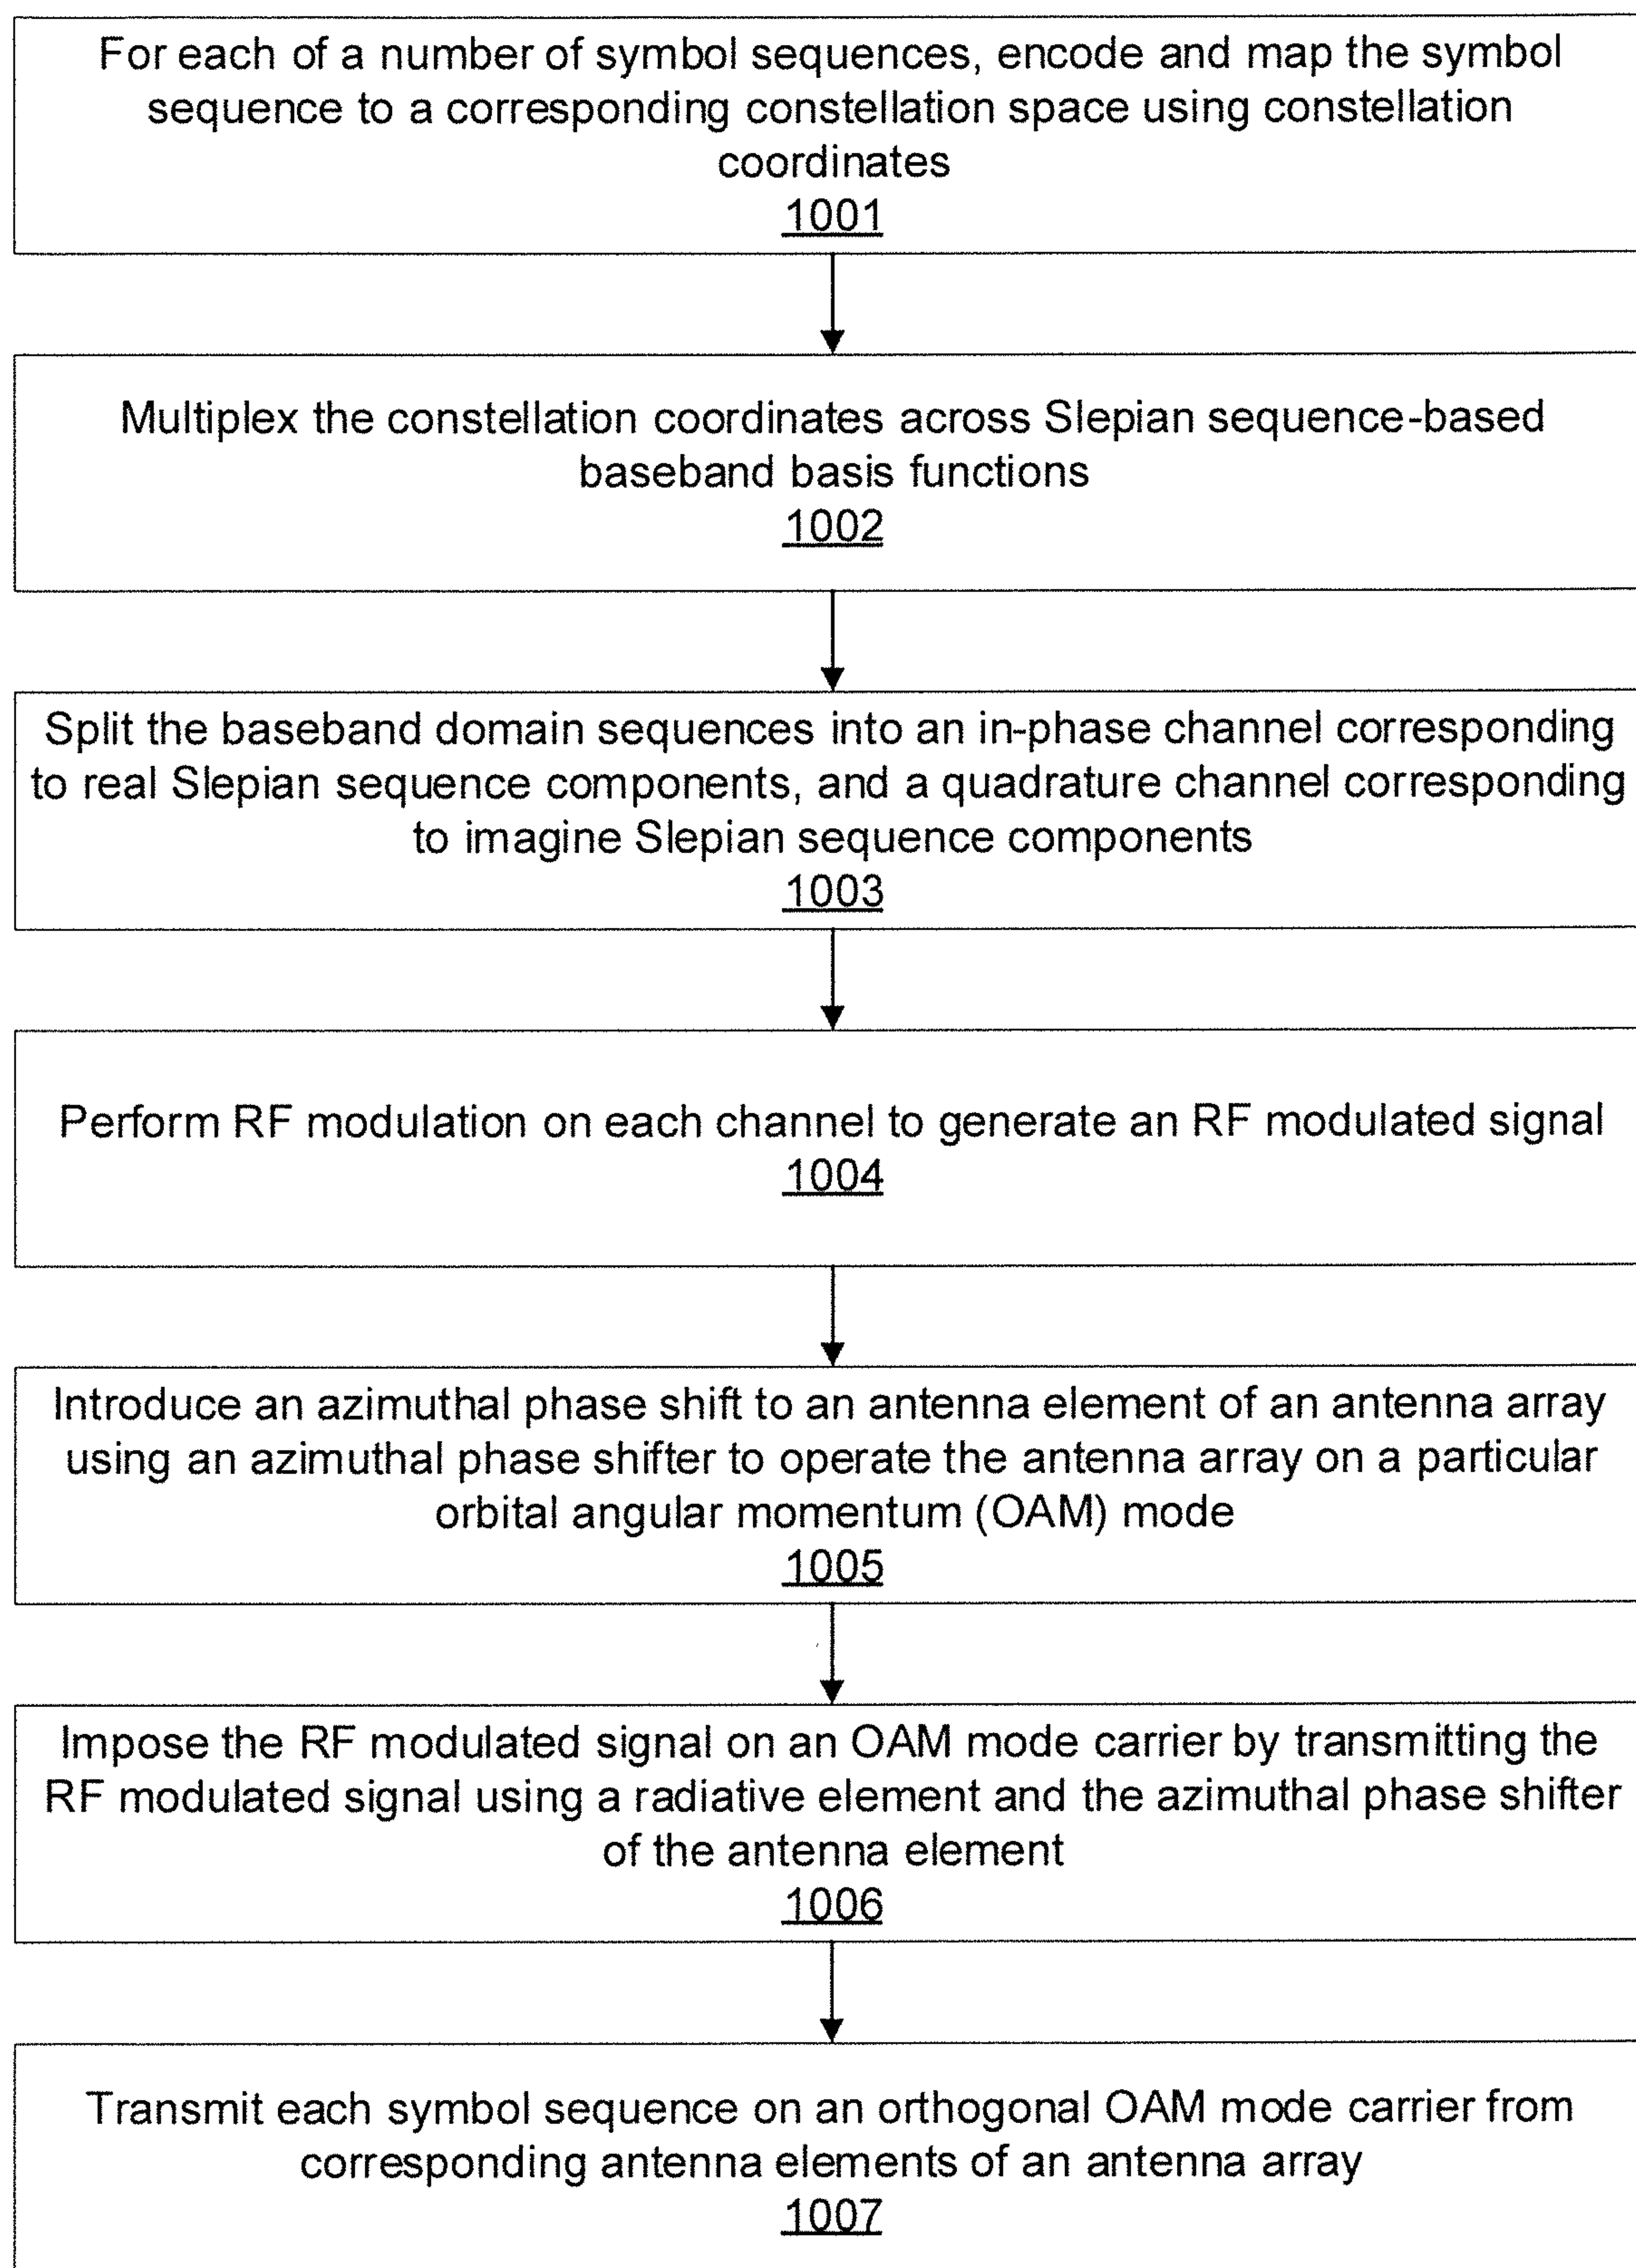 For each of a number of symbol sequences, encode and map the symbol
sequence to a corresponding constellation space using constellation
coordinates
1001
Multiplex the constellation coordinates across Slepian sequence-based
baseband basis functions
1002
Split the baseband domain sequences into an in-phase channel corresponding
to real Slepian sequence components, and a quadrature channel corresponding
to imagine Slepian sequence components
1003
Perform RF modulation on each channel to generate an RF modulated signal
1004
Introduce an azimuthal phase shift to an antenna element of an antenna array
using an azimuthal phase shifter to operate the antenna array on a particular
orbital angular momentum (OAM) mode
1005
Impose the RF modulated signal on an OAM mode carrier by transmitting the
RF modulated signal using a radiative element and the azimuthal phase shifter
of the antenna element
1006
Transmit each symbol sequence on an orthogonal OAM mode carrier from
corresponding antenna elements of an antenna array
1007